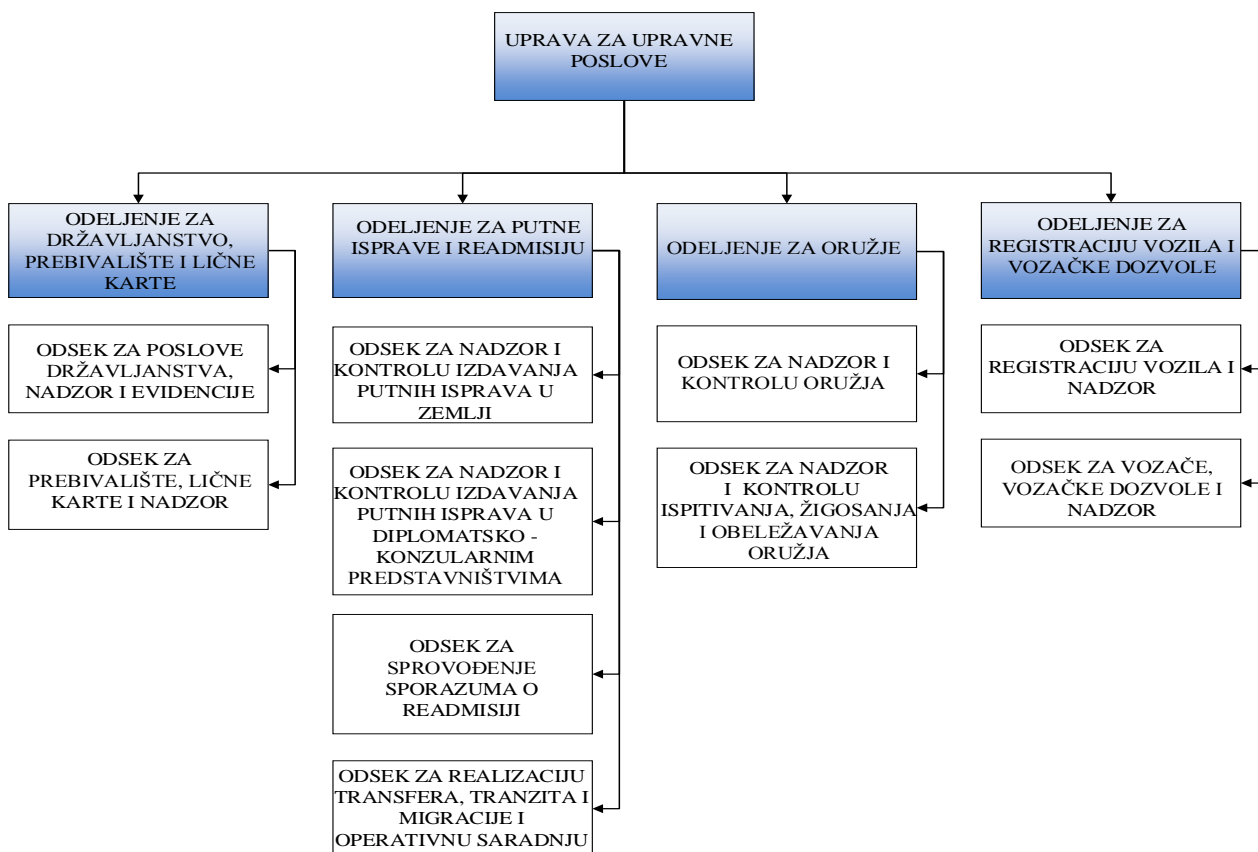 UPRAVA ZA UPRAVNE
POSLOVE
ODELJENJE ZA
DRŽAVLJANSTVO,
PREBIVALIŠTE I LIČNE
KARTE
ODSEK ZA POSLOVE
DRŽAVLJANSTVA,
NADZOR I EVIDENCIJE
ODSEK ZA
PREBIVALIŠTE, LIČNE
KARTE I NADZOR
ODELJENJE ZA PUTNE
ISPRAVE I READMISIJU
ODSEK ZA NADZOR I
KONTROLU IZDAVANJA
PUTNIH ISPRAVA U
ZEMLJI
ODSEK ZA NADZOR I
KONTROLU IZDAVANJA
PUTNIH ISPRAVA U
DIPLOMATSKO -
KONZULARNIM
PREDSTAVNIŠTVIMA
ODSEK ZA
SPROVOĐENJE
SPORAZUMA O
READMISIJI
ODSEK ZA REALIZACIJU
TRANSFERA, TRANZITA I
MIGRACIJE I
OPERATIVNU SARADNJU
ODELJENJE ZA ORUŽJE
ODSEK ZA NADZOR I
KONTROLU ORUŽJA
ODSEK ZA NADZOR
I KONTROLU
ISPITIVANJA, ŽIGOSANJA
I OBELEŽAVANJA
ORUŽJA
ODELJENJE ZA
REGISTRACIJU VOZILA I
VOZAČKE DOZVOLE
ODSEK ZA
REGISTRACIJU VOZILA I
NADZOR
ODSEK ZA VOZAČE,
VOZAČKE DOZVOLE I
NADZOR